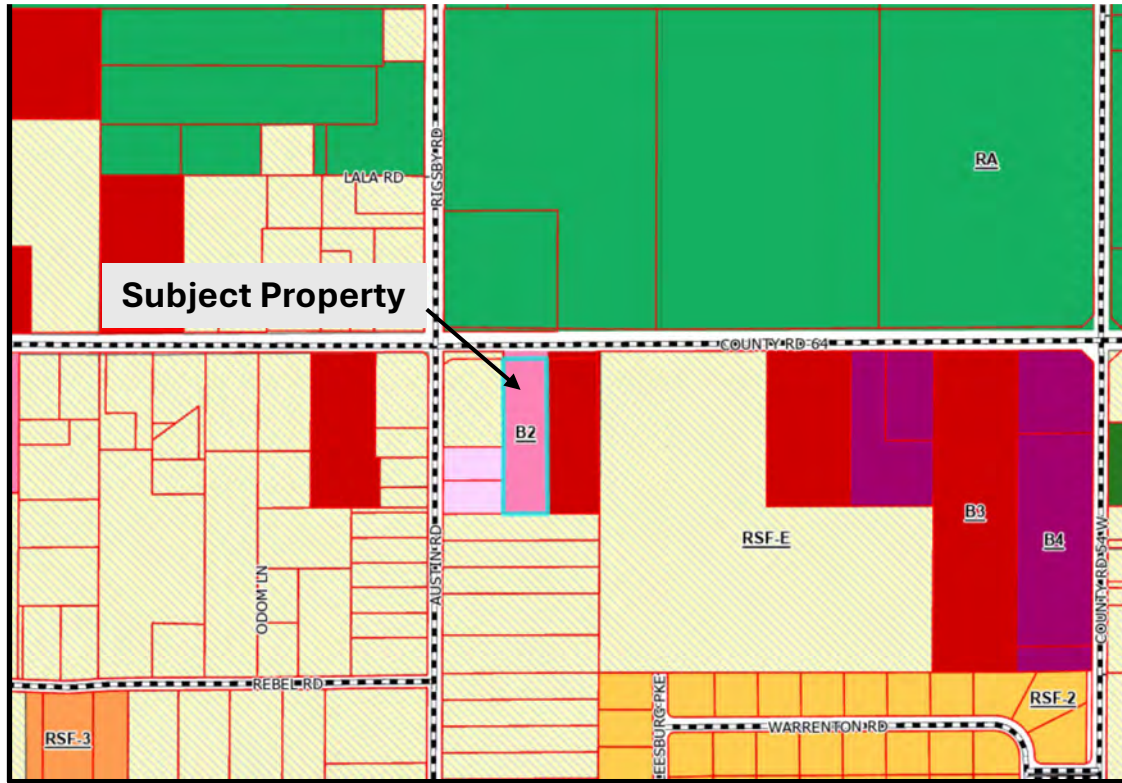 RIGSBY RD
RA
LALA RD
Subject Property
COUNTY RD 64
B2
B3
RSF-E
B4
AUSTIN RD
ODOM LN
COUNTY RD 54 W
REBEL RD
RSF-2
EESBURG PKE
WARRENTON RD
RSF-3